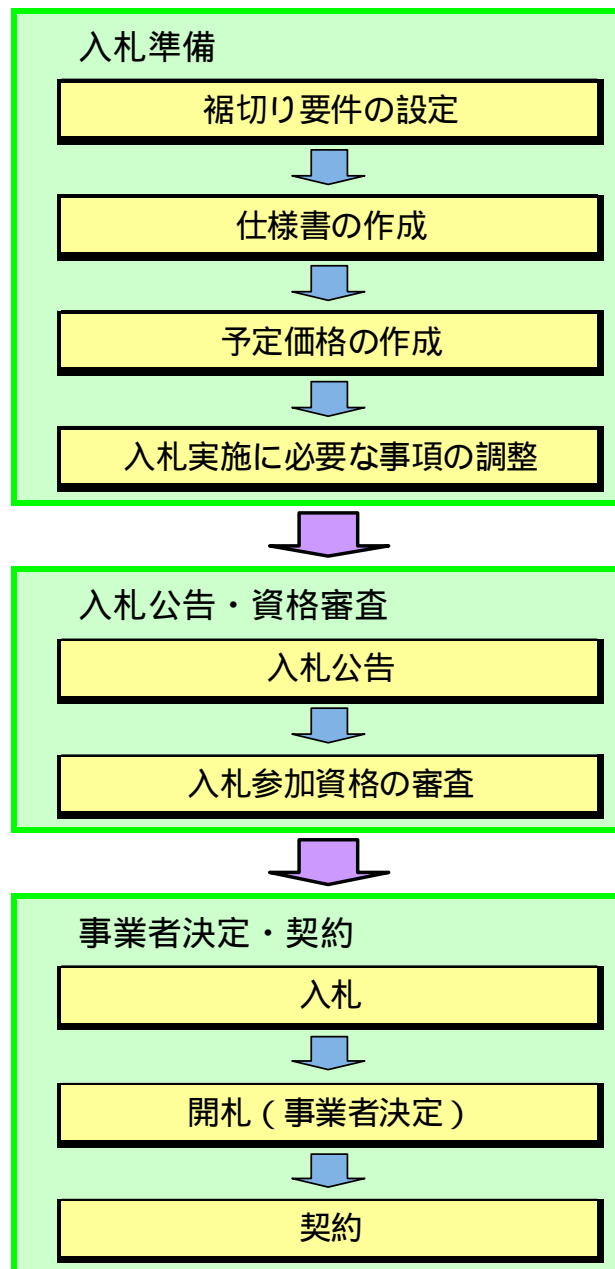 入札準備
裾切り要件の設定
仕様書の作成
予定価格の作成
入札実施に必要な事項の調整
入札公告・資格審査
入札公告
入札参加資格の審査
事業者決定・契約
入札
開札（事業者決定）
契約